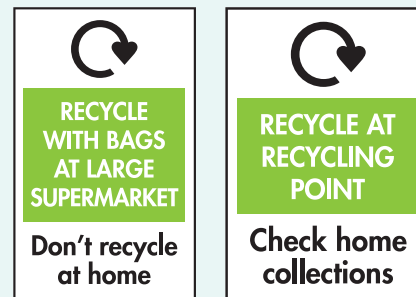 RECYCLE
WITH BAGS
AT LARGE
SUPERMARKET
Don't recycle
at home
RECYCLE AT
RECYCLING
POINT
Check home
collections